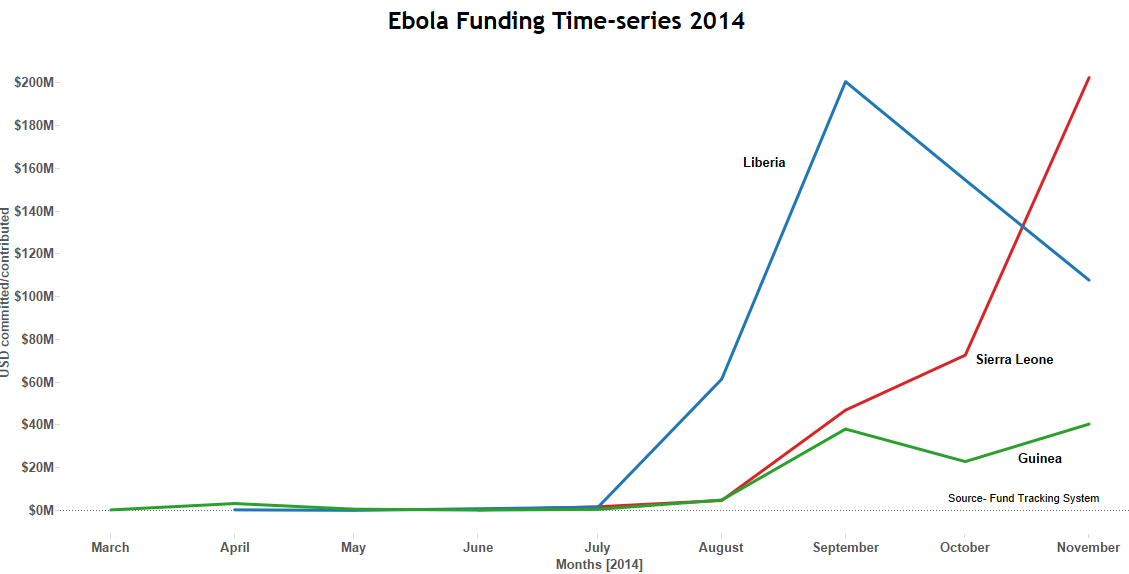 Ebola Funding Time-series 2014
$200M
$180M
$160M
$140M
$120M
$100M
$80M
$60M
$40M
$20M
$0M
USD committed/contributed
Liberia
Sierra Leone
Guinea
Source- Fund Tracking System
March April May June July August September October November
Months [2014]